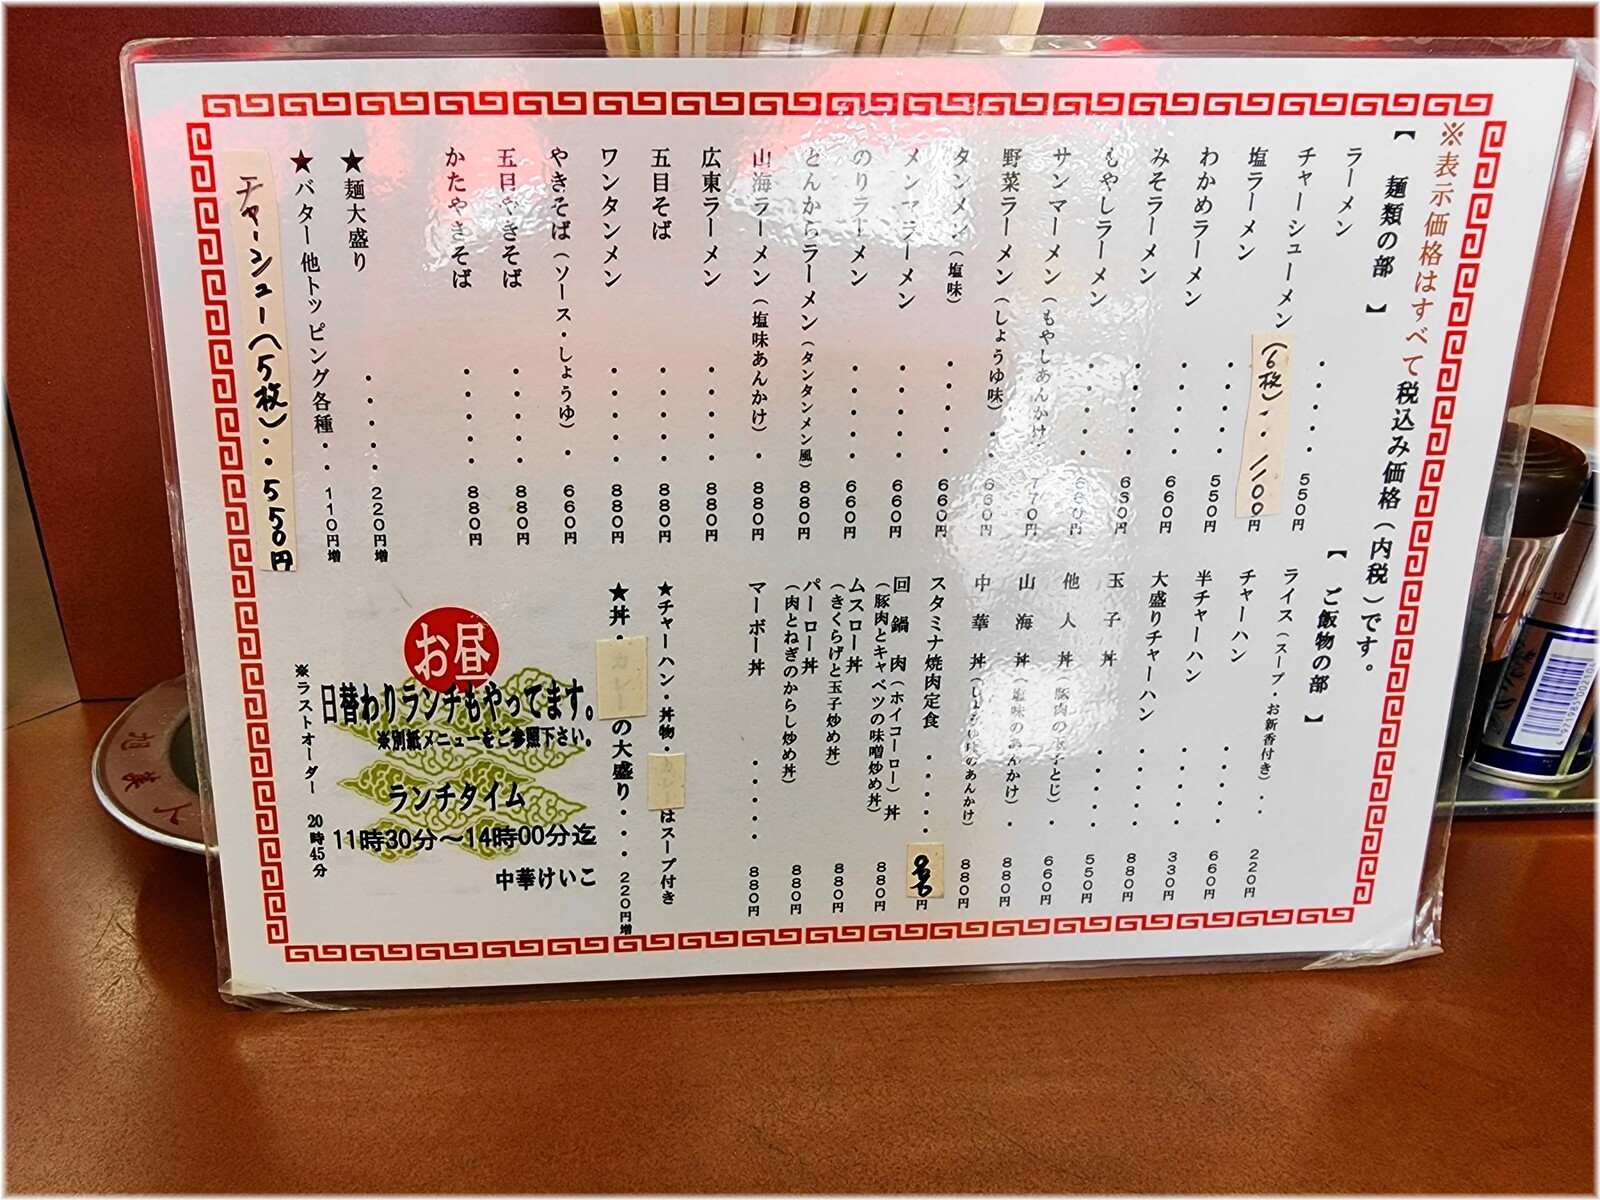 ※表示価格はすべて税込み価格（内税）です。
【 麺類の部 】
ラーメン・・・・・・550円
チャーシューメン（6枚）・・1100円
塩ラーメン・・・・・550円
わかめラーメン・・・・660円
みそラーメン・・・・・660円
もやしラーメン・・・・660円
サンマーメン（もやしあんかけ）770円
野菜ラーメン（しょうゆ味）・・660円
タンメン（塩味）・・・・660円
メンマラーメン・・・・660円
のりラーメン・・・・・660円
とんからラーメン（タンタンメン風）880円
山海ラーメン（塩味あんかけ）・880円
広東ラーメン・・・・・880円
五目そば・・・・・880円
ワンタンメン・・・・・880円
やきそば（ソース・しょうゆ）・660円
五目やきそば・・・・・880円
かたやきそば・・・・・880円
★麺大盛り・・・・・220円増
★バター他トッピング各種・・110円増
チャーシュー（5枚）・・550円
【 ご飯物の部 】
ライス（スープ・お新香付き）・・220円
チャーハン・・・・660円
半チャーハン・・・・330円
大盛りチャーハン・・・・880円
玉子丼・・・・・550円
他人丼（豚肉の玉子とじ）・660円
山海丼（塩味のあんかけ）・880円
中華丼（しょうゆ味のあんかけ）880円
スタミナ焼肉定食・・・・・円
回鍋肉（ホイコーロー）丼
（豚肉とキャベツの味噌炒め丼）880円
ムスロー丼
（きくらげと玉子炒め丼）880円
パーロー丼
（肉とねぎのからし炒め丼）880円
マーボー丼・・・・・880円
★チャーハン・丼物・カレーはスープ付き
★丼・カレーの大盛り・・・220円増
お昼
日替わりランチもやってます。
※別紙メニューをご参照下さい。
ランチタイム
11時30分～14時00分迄
中華けいこ
※ラストオーダー 20時45分